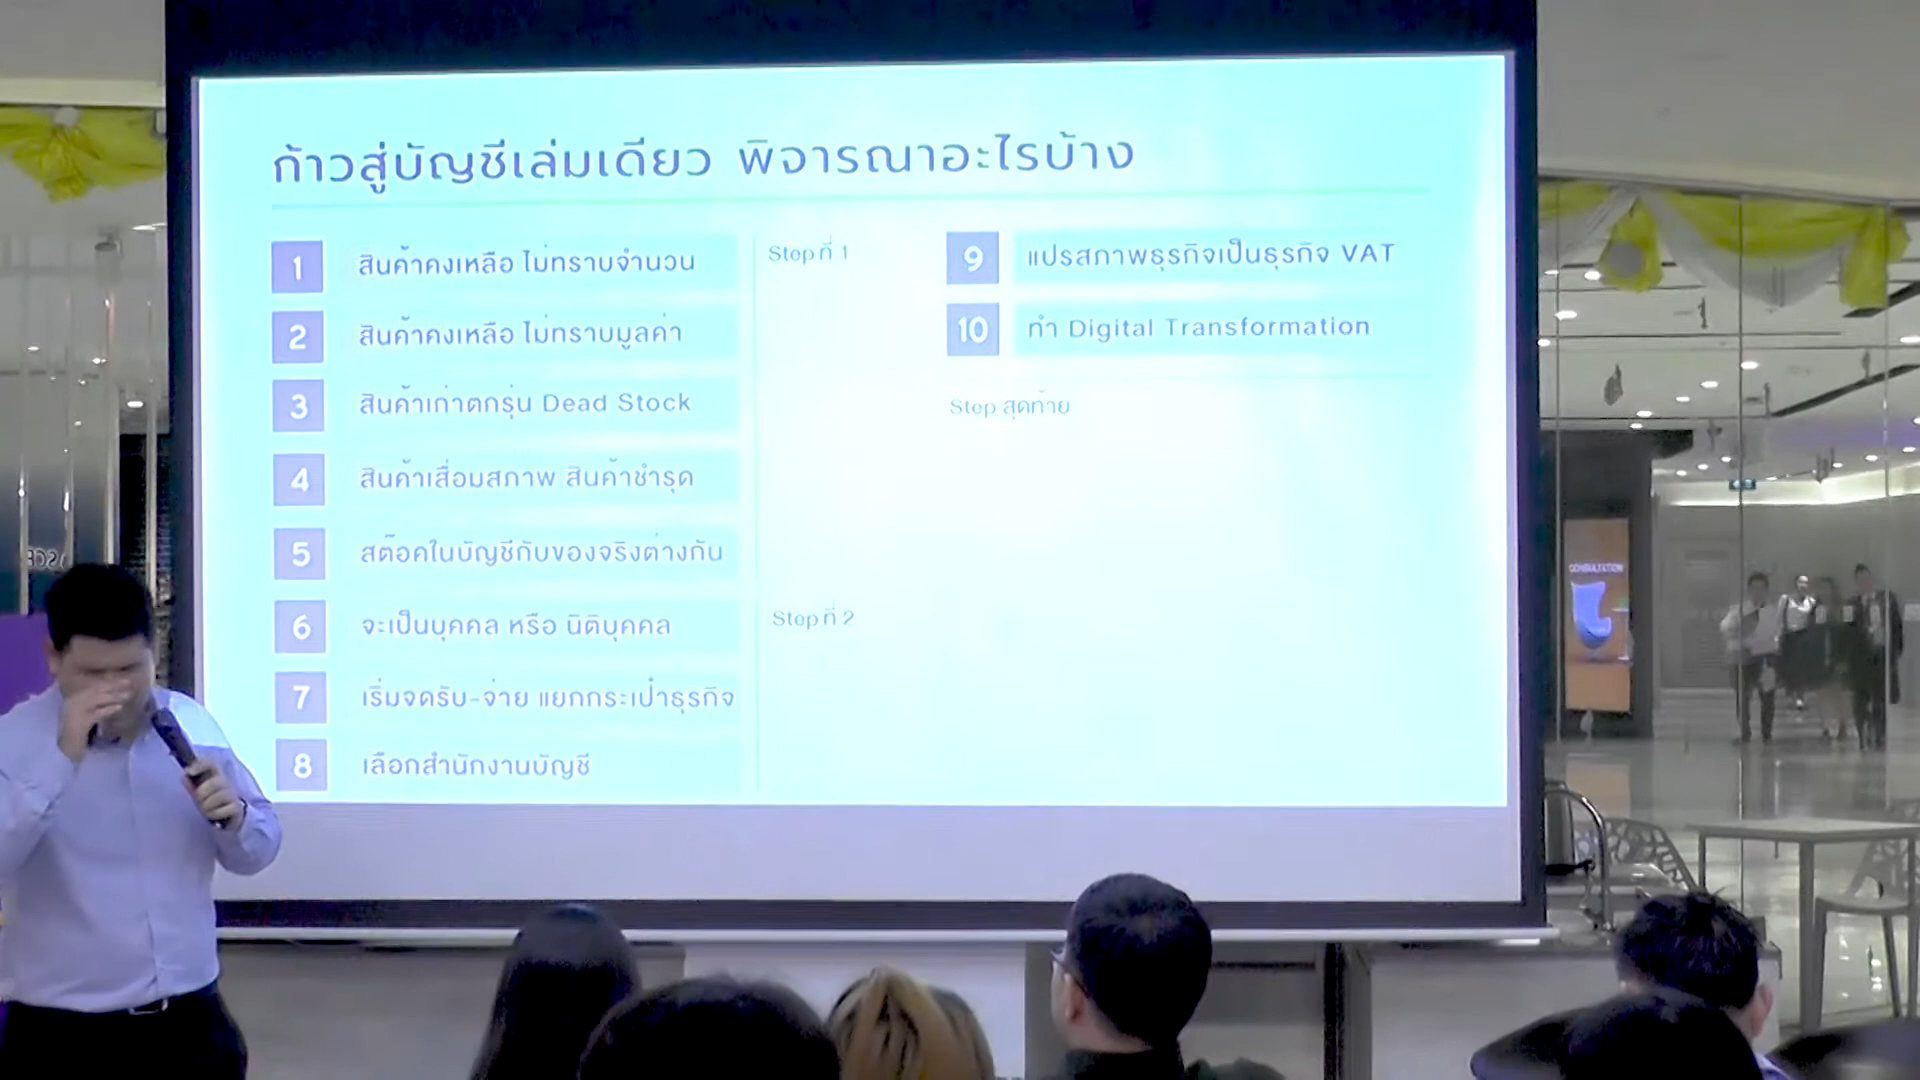 ก้าวสู่บัญชีเล่มเดียว พิจารณาอะไรบ้าง
1 สินค้าคงเหลือ ไม่ทราบจำนวน
2 สินค้าคงเหลือ ไม่ทราบมูลค่า
3 สินค้าเก่าตกรุ่น Dead Stock
4 สินค้าเสื่อมสภาพ สินค้าชำรุด
5 สต๊อคในบัญชีกับของจริงต่างกัน
6 จะเป็นบุคคล หรือ นิติบุคคล
7 เริ่มจดรับ-จ่าย แยกกระเป๋าธุรกิจ
8 เลือกสำนักงานบัญชี
Step ที่ 1
Step ที่ 2
9 แปรสภาพธุรกิจเป็นธุรกิจ VAT
10 ทำ Digital Transformation
Step สุดท้าย
CONSULTATION